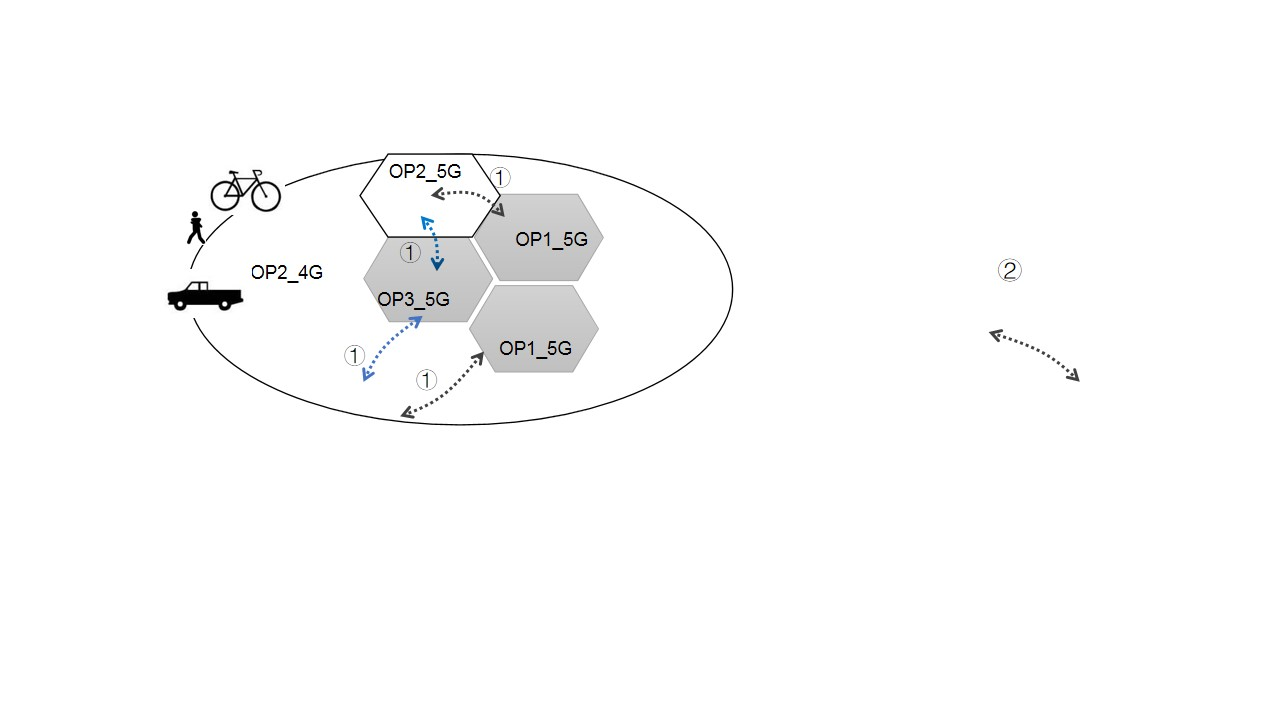 OP2_5G
①
OP1_5G
①
②
OP2_4G
OP3_5G
OP1_5G
①
①